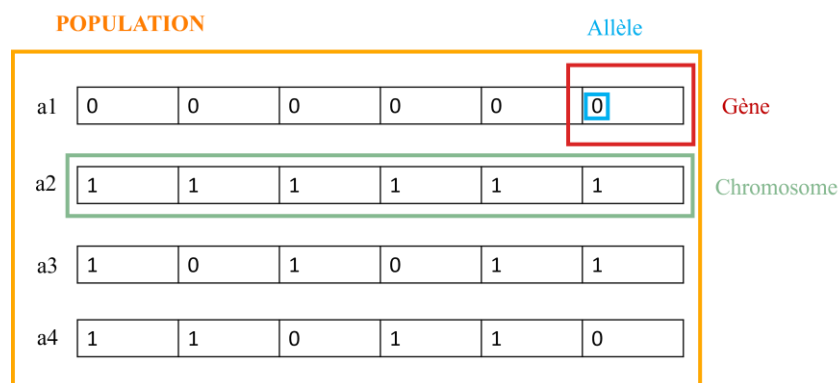 POPULATION Allèle
a1 0 0 0 0 0 0 Gène
a2 1 1 1 1 1 1 Chromosome
a3 1 0 1 0 1 1
a4 1 1 0 1 1 0